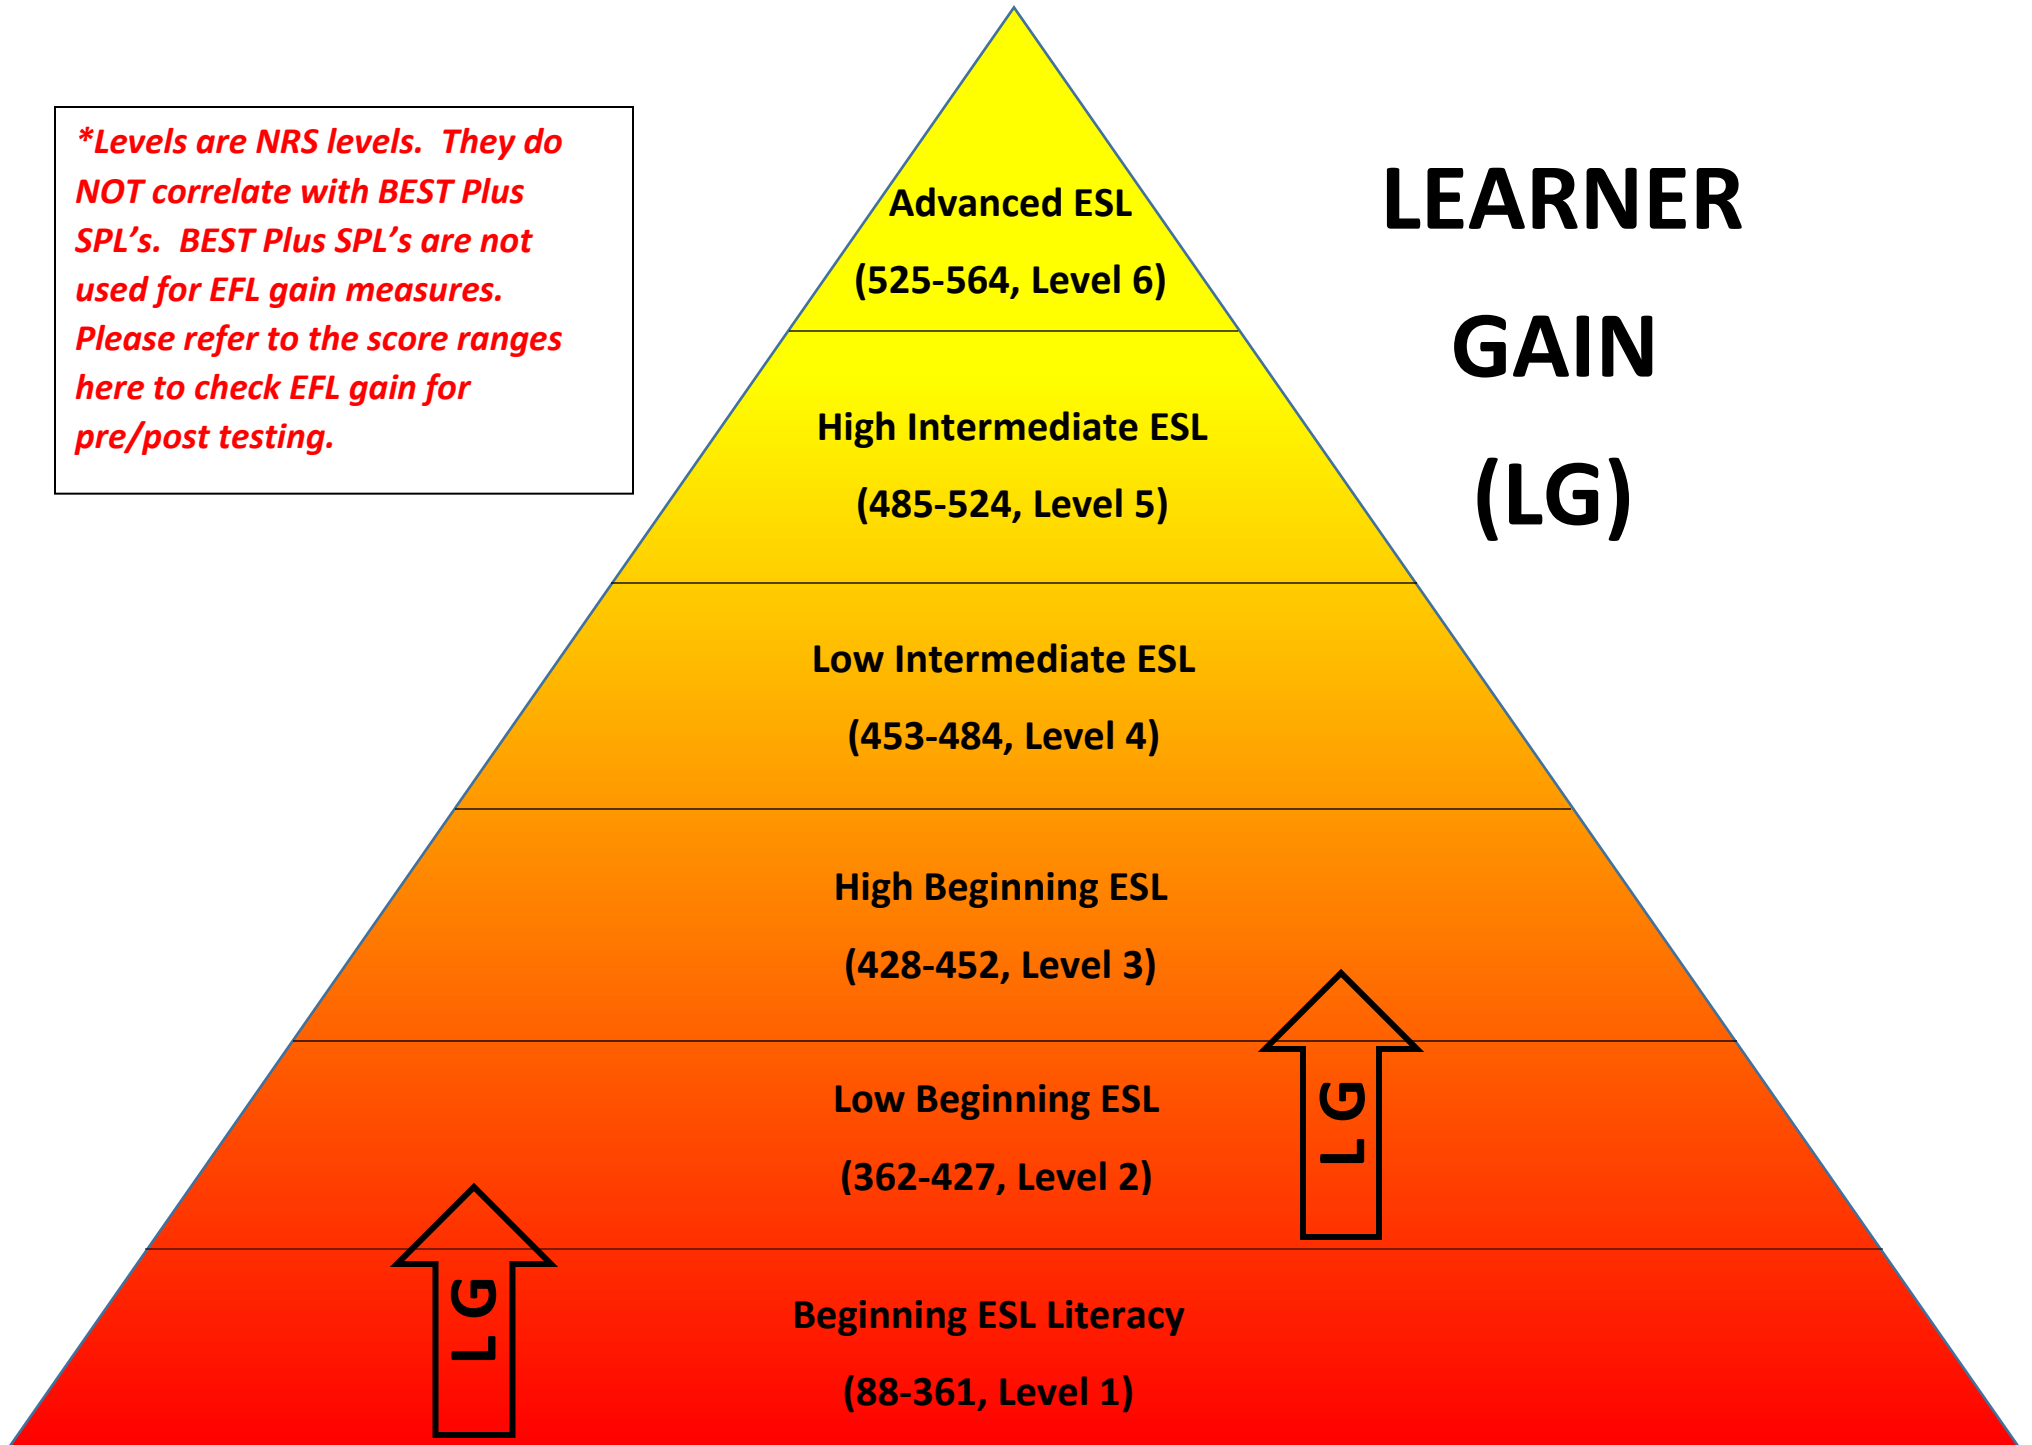 *Levels are NRS levels.  They do
NOT correlate with BEST Plus
SPL’s.  BEST Plus SPL’s are not
used for EFL gain measures.
Please refer to the score ranges
here to check EFL gain for
pre/post testing.
LEARNER
GAIN
(LG)
Advanced ESL
(525-564, Level 6)
High Intermediate ESL
(485-524, Level 5)
Low Intermediate ESL
(453-484, Level 4)
High Beginning ESL
(428-452, Level 3)
Low Beginning ESL
(362-427, Level 2)
L G
Beginning ESL Literacy
(88-361, Level 1)
L G